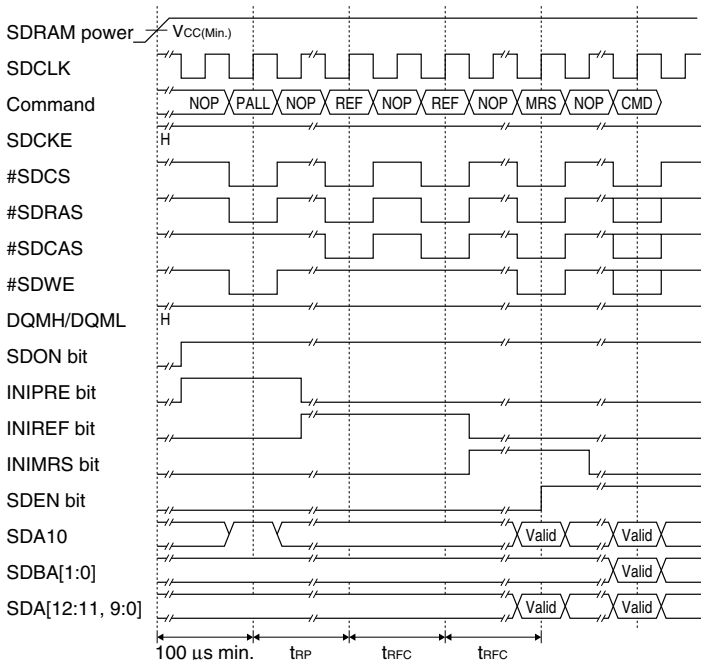 SDRAM power VCC(Min.)
SDCLK
Command NOP PALL NOP REF NOP REF NOP MRS NOP CMD
SDCKE H
#SDCS
#SDRAS
#SDCAS
#SDWE
DQMH/DQML H
SDON bit
INIPRE bit
INIREF bit
INIMRS bit
SDEN bit
SDA10 Valid Valid
SDBA[1:0] Valid
SDA[12:11, 9:0] Valid Valid
100 µs min. tRP tRFC tRFC